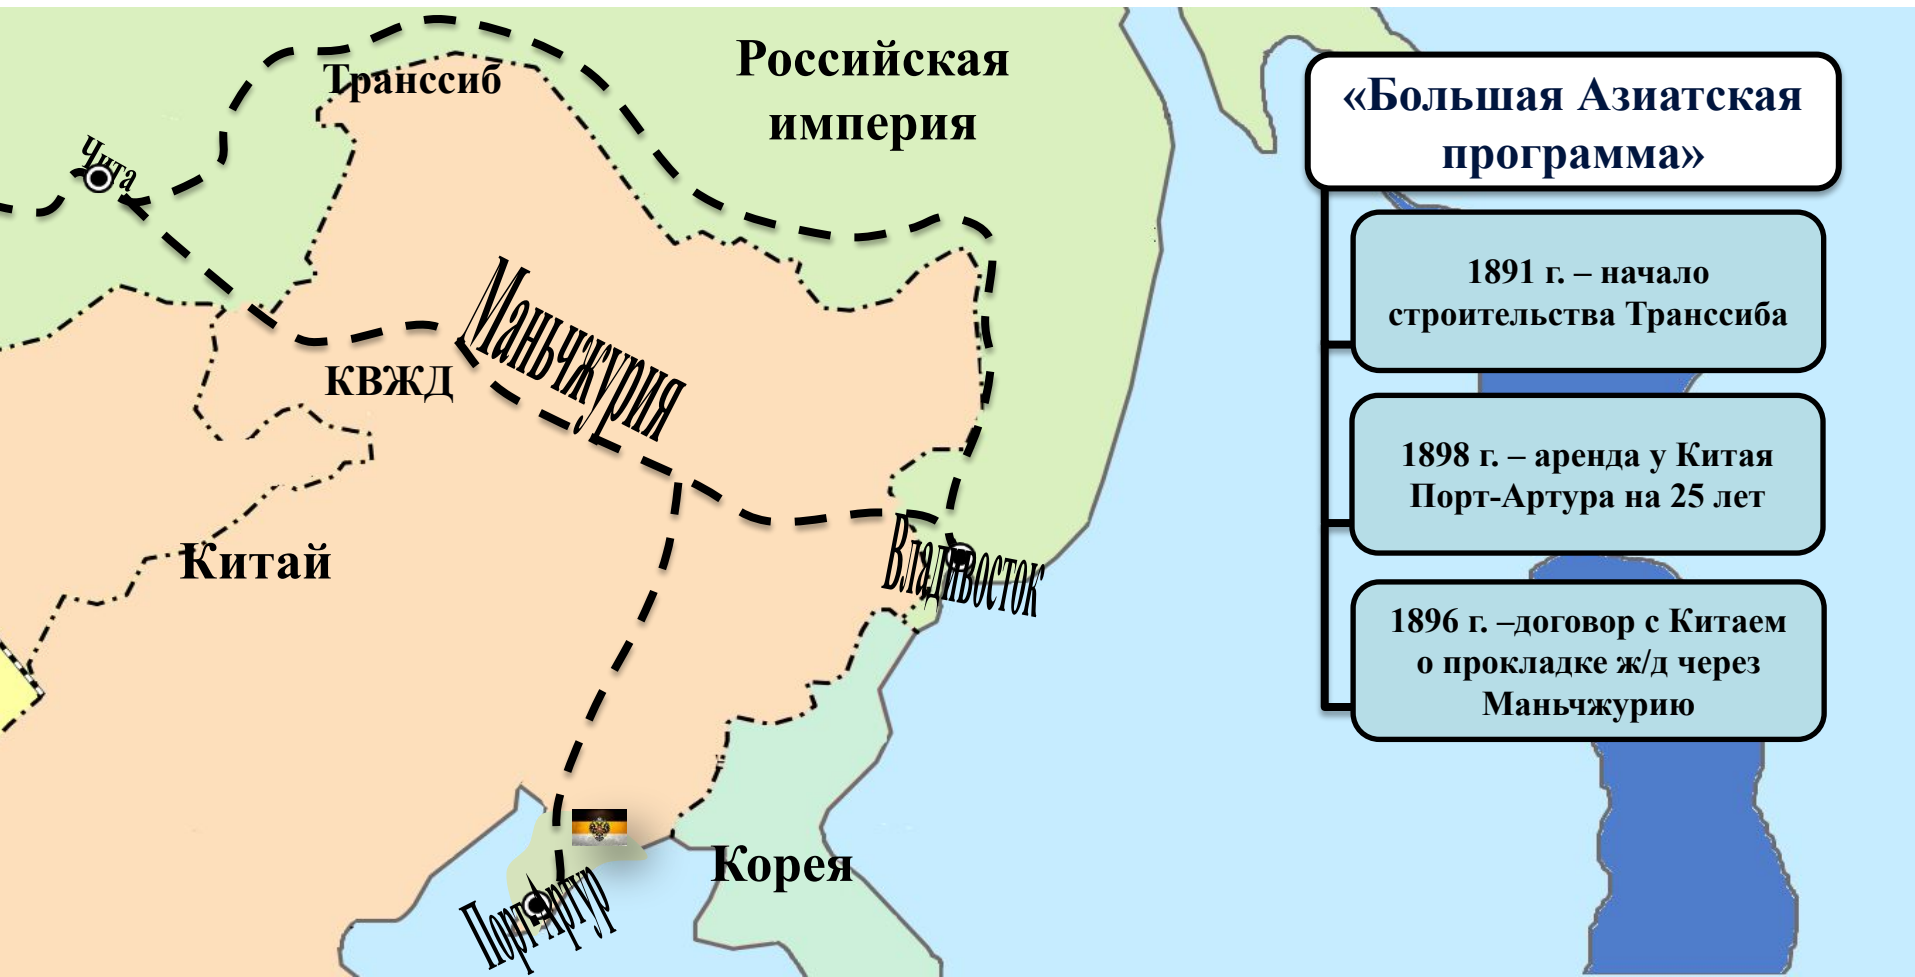 Российская
империя
Транссиб
Чита
Маньчжурия
КВЖД
Китай
Владивосток
Корея
Порт-Артур
«Большая Азиатская
программа»
1891 г. – начало
строительства Транссиба
1898 г. – аренда у Китая
Порт-Артура на 25 лет
1896 г. –договор с Китаем
о прокладке ж/д через
Маньчжурию